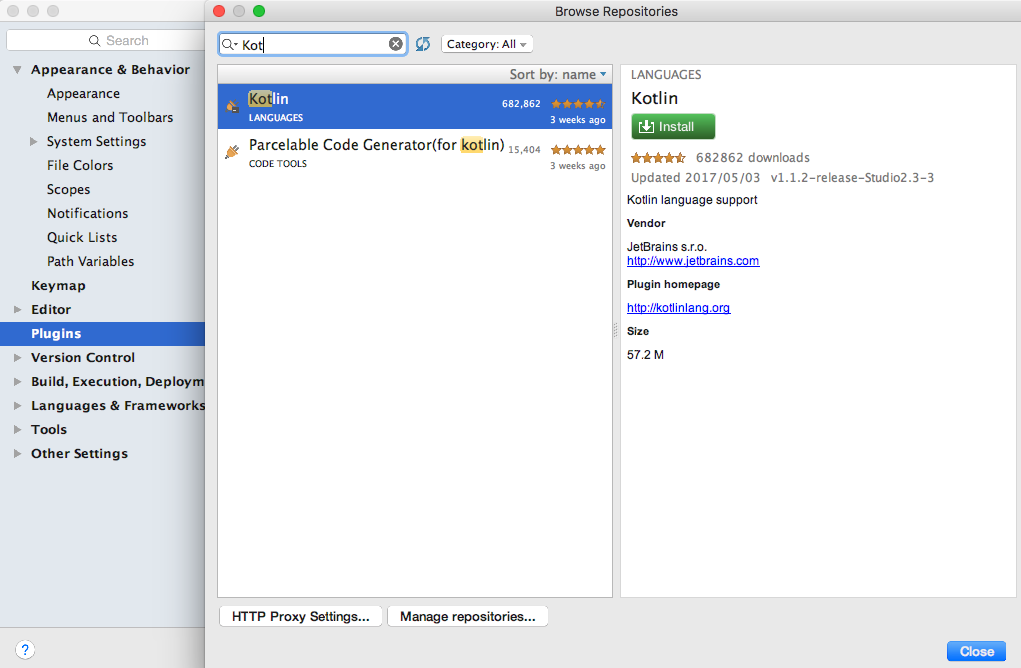 Browse Repositories
Search
Appearance & Behavior
Appearance
Menus and Toolbars
System Settings
File Colors
Scopes
Notifications
Quick Lists
Path Variables
Keymap
Editor
Plugins
Version Control
Build, Execution, Deploym
Languages & Frameworks
Tools
Other Settings
?
Kot
Category: All
Sort by: name
Kotlin
682,862
LANGUAGES
3 weeks ago
Parcelable Code Generator(for kotlin)
15,404
CODE TOOLS
3 weeks ago
LANGUAGES
Kotlin
Install
682862 downloads
Updated 2017/05/03 v1.1.2-release-Studio2.3-3
Kotlin language support
Vendor
JetBrains s.r.o.
http://www.jetbrains.com
Plugin homepage
http://kotlinlang.org
Size
57.2 M
HTTP Proxy Settings...
Manage repositories...
Close